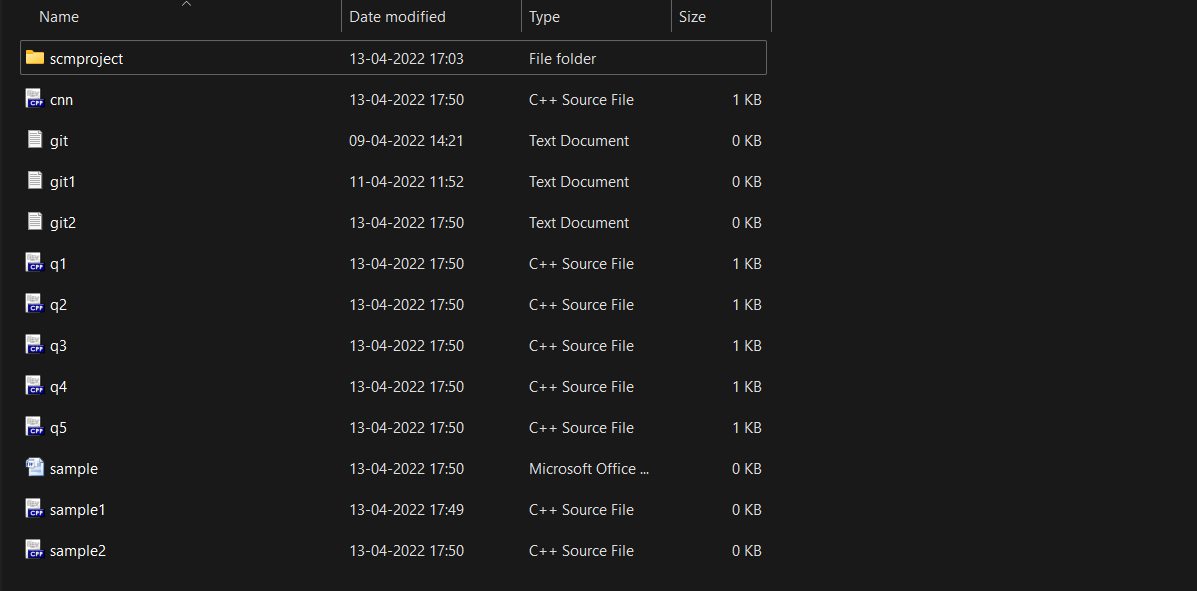 Name Date modified Type Size
scmproject 13-04-2022 17:03 File folder
cnn 13-04-2022 17:50 C++ Source File 1 KB
git 09-04-2022 14:21 Text Document 0 KB
git1 11-04-2022 11:52 Text Document 0 KB
git2 13-04-2022 17:50 Text Document 0 KB
q1 13-04-2022 17:50 C++ Source File 1 KB
q2 13-04-2022 17:50 C++ Source File 1 KB
q3 13-04-2022 17:50 C++ Source File 1 KB
q4 13-04-2022 17:50 C++ Source File 1 KB
q5 13-04-2022 17:50 C++ Source File 1 KB
sample 13-04-2022 17:50 Microsoft Office ... 0 KB
sample1 13-04-2022 17:49 C++ Source File 0 KB
sample2 13-04-2022 17:50 C++ Source File 0 KB